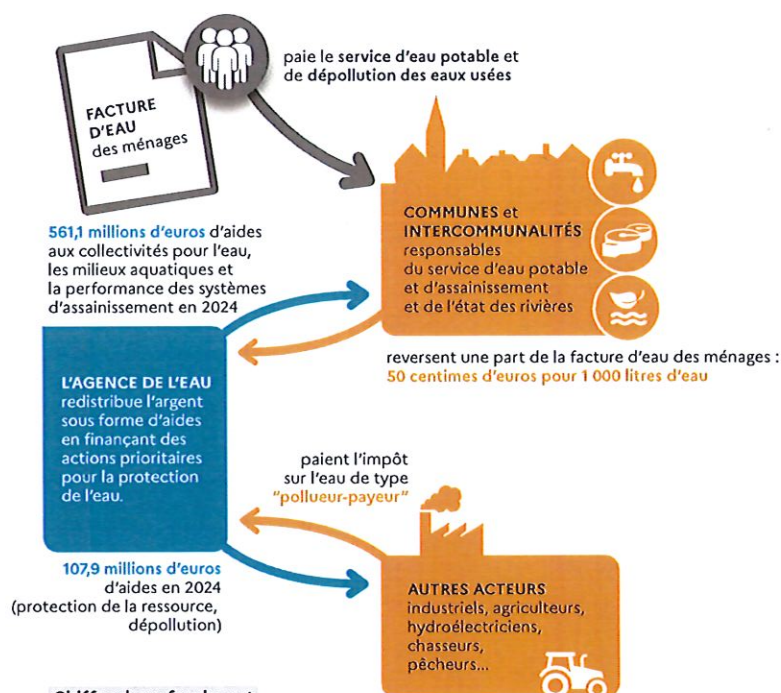 paie le service d'eau potable et
de dépollution des eaux usées
FACTURE
D'EAU
des ménages
561,1 millions d'euros d'aides
aux collectivités pour l'eau,
les milieux aquatiques et
la performance des systèmes
d'assainissement en 2024
COMMUNES et
INTERCOMMUNALITÉS
responsables
du service d'eau potable
et d'assainissement
et de l'état des rivières
reversent une part de la facture d'eau des ménages :
50 centimes d'euros pour 1 000 litres d'eau
L'AGENCE DE L'EAU
redistribue l'argent
sous forme d'aides
en finançant des
actions prioritaires
pour la protection
de l'eau.
paient l'impôt
sur l'eau de type
"pollueur-payeur"
107,9 millions d'euros
d'aides en 2024
(protection de la ressource,
dépollution)
AUTRES ACTEURS
industriels, agriculteurs,
hydroélectriciens,
chasseurs,
pêcheurs...